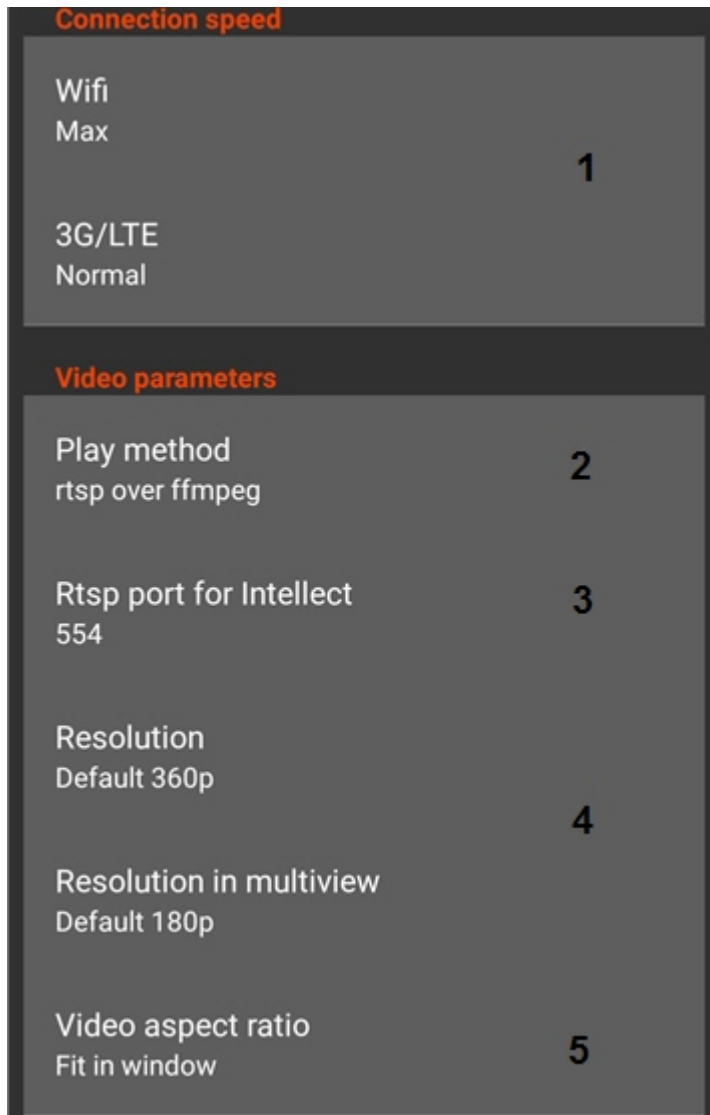 Connection speed
Wifi
Max
1
3G/LTE
Normal
Video parameters
Play method
2
rtsp over ffmpeg
Rtsp port for Intellect
3
554
Resolution
Default 360p
4
Resolution in multiview
Default 180p
Video aspect ratio
5
Fit in window